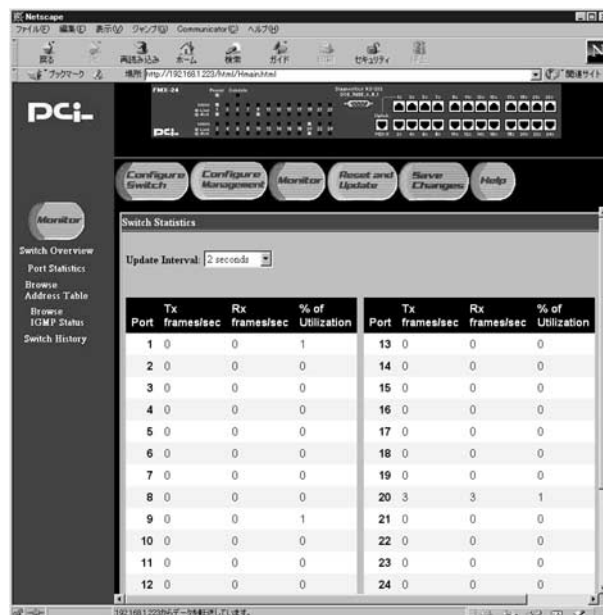 Netscape
ファイル(F) 編集(E) 表示(V) ジャンプ(G) Communicator(C) ヘルプ(H)
戻る 再読み込み ホーム 検索 ガイド セキュリティ
ブックマーク 場所 http://192.168.1.223/html/Hmain.html 関連サイト
PCi
FMX-24
PCi
Configure Switch
Configure Management
Monitor
Reset and Update
Save Changes
Help
Monitor
Switch Overview
Port Statistics
Browse Address Table
Browse IGMP Status
Switch History
Switch Statistics
Update Interval: 2 seconds
Port Tx frames/sec Rx frames/sec % of Utilization Port Tx frames/sec Rx frames/sec % of Utilization
1 0 0 1 13 0 0 0
2 0 0 0 14 0 0 0
3 0 0 0 15 0 0 0
4 0 0 0 16 0 0 0
5 0 0 0 17 0 0 0
6 0 0 0 18 0 0 0
7 0 0 0 19 0 0 0
8 0 0 0 20 3 3 1
9 0 0 1 21 0 0 0
10 0 0 0 22 0 0 0
11 0 0 0 23 0 0 0
12 0 0 0 24 0 0 0
192.168.1.223からデータを転送しています。